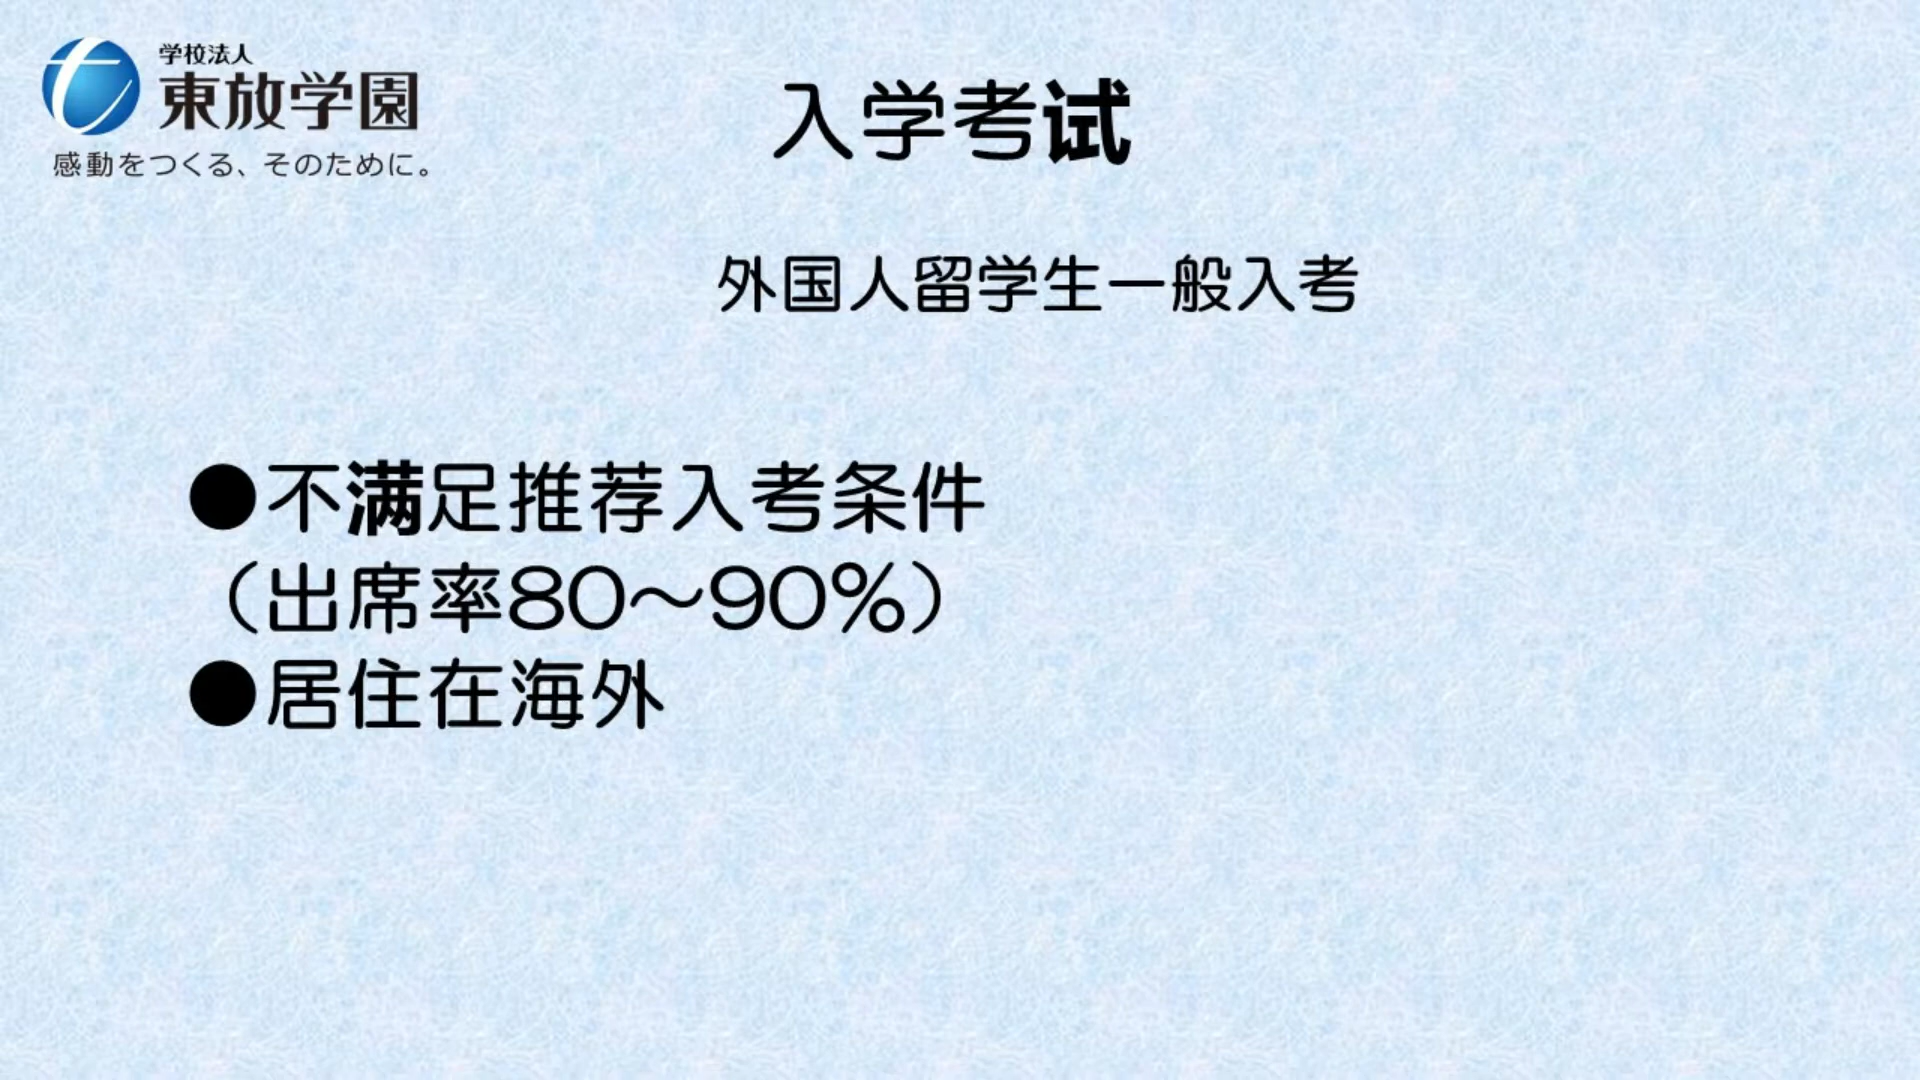 学校法人
東放学園
感動をつくる、そのために。
入学考试
外国人留学生一般入考
●不满足推荐入考条件
（出席率80～90%）
●居住在海外